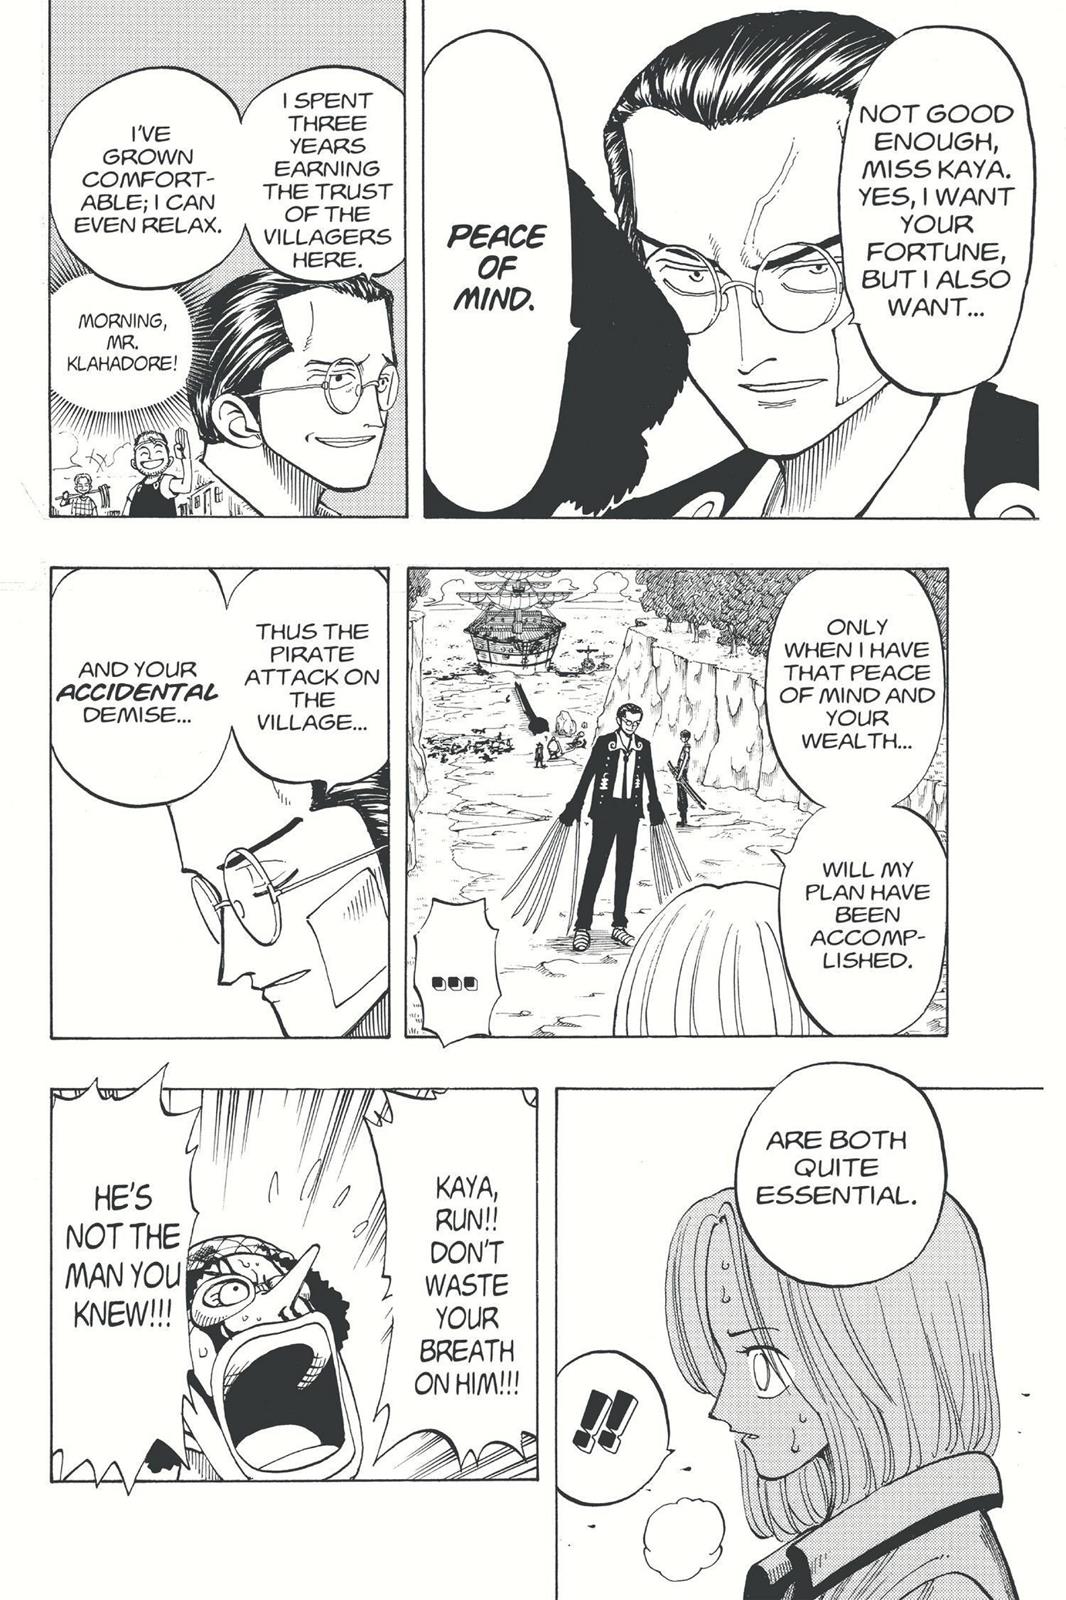 NOT GOOD
ENOUGH,
MISS KAYA.
YES, I WANT
YOUR
FORTUNE,
BUT I ALSO
WANT...
PEACE
OF
MIND.
I SPENT
THREE
YEARS
EARNING
THE TRUST
OF THE
VILLAGERS
HERE.
I'VE
GROWN
COMFORT-
ABLE; I CAN
EVEN RELAX.
MORNING,
MR.
KLAHADORE!
ONLY
WHEN I HAVE
THAT PEACE
OF MIND AND
YOUR
WEALTH...
WILL MY
PLAN HAVE
BEEN
ACCOMP-
LISHED.
...
THUS THE
PIRATE
ATTACK ON
THE
VILLAGE...
AND YOUR
ACCIDENTAL
DEMISE...
ARE BOTH
QUITE
ESSENTIAL.
!!
KAYA,
RUN!!
DON'T
WASTE
YOUR
BREATH
ON HIM!!!
HE'S
NOT THE
MAN YOU
KNEW!!!